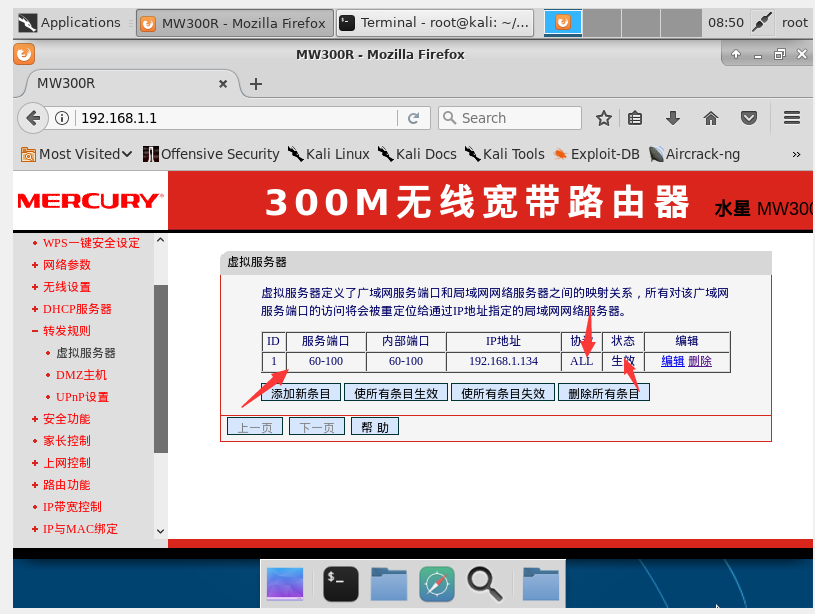 Applications
MW300R - Mozilla Firefox
Terminal - root@kali: ~/...
08:50
root
MW300R - Mozilla Firefox
MW300R
192.168.1.1
Search
Most Visited
Offensive Security
Kali Linux
Kali Docs
Kali Tools
Exploit-DB
Aircrack-ng
»
MERCURY®
300M无线宽带路由器
水星 MW300
WPS一键安全设定
网络参数
无线设置
DHCP服务器
转发规则
虚拟服务器
DMZ主机
UPnP设置
安全功能
家长控制
上网控制
路由功能
IP带宽控制
IP与MAC绑定
虚拟服务器
虚拟服务器定义了广域网服务端口和局域网网络服务器之间的映射关系，所有对该广域网
服务端口的访问将会被重定位给通过IP地址指定的局域网网络服务器。
ID 服务端口 内部端口 IP地址 协 状态 编辑
1 60-100 60-100 192.168.1.134 ALL 生效 编辑 删除
添加新条目 使所有条目生效 使所有条目失效 删除所有条目
上一页 下一页 帮 助
$_